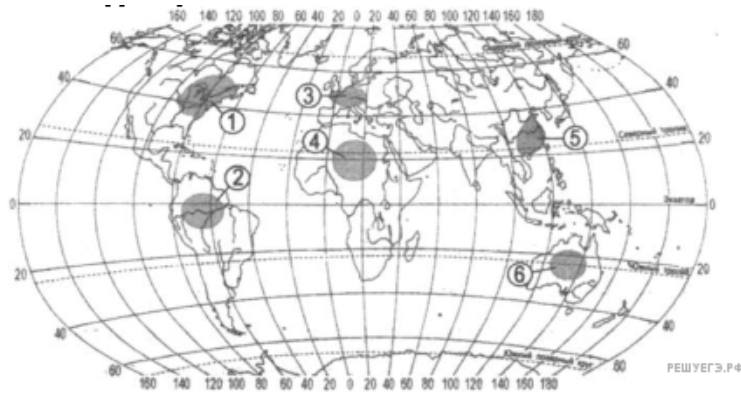 160 140 120 100 80 60 40 20 0 20 40 60 80 100 120 140 160 180
60 60
40 40
3
1
4
5
20 Северный тропик 20
2
0 Экватор 0
6
20 Южный тропик 20
40 40
60 Южный полярный круг 80
160 140 120 100 80 60 40 20 0 20 40 60 80 100 120 140 160 180
РЕШУЕГЭ.РФ